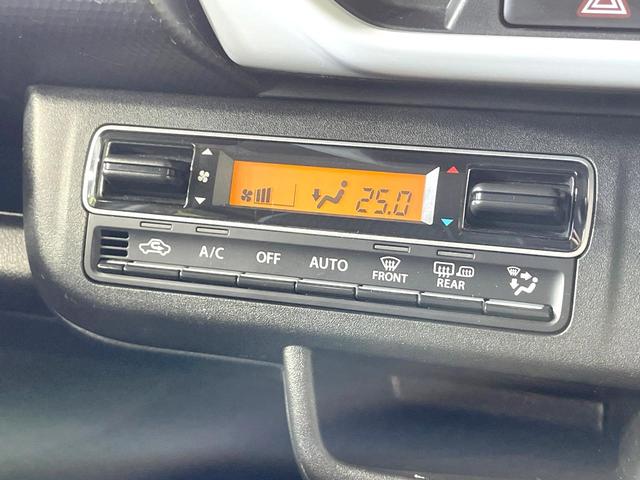 25.0
A/C OFF AUTO FRONT REAR